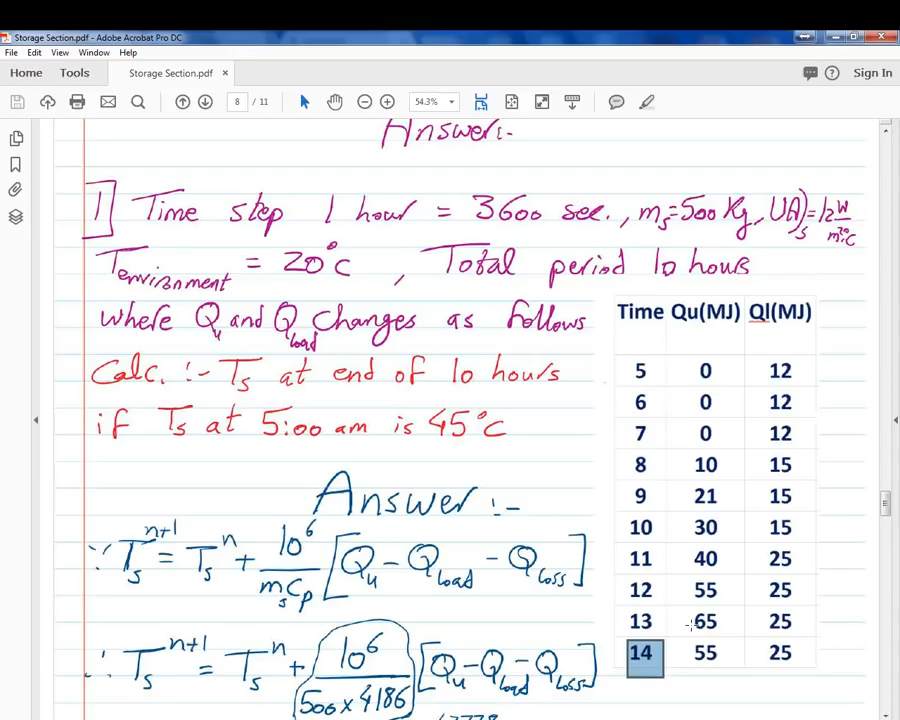 Storage Section.pdf - Adobe Acrobat Pro DC
File Edit View Window Help
Home Tools Storage Section.pdf × Sign In
8 / 11 54.3%
Answer:-
1] Time step 1 hour = 3600 sec., ms=500 Kg, UA)s=12 W/m²°C
Tenvironment = 20°C , Total period 10 hours
where Qu and Qload changes as follows
Calc. :- Ts at end of 10 hours
if Ts at 5:00 am is 45°C
Time Qu(MJ) Ql(MJ)
5 0 12
6 0 12
7 0 12
8 10 15
9 21 15
10 30 15
11 40 25
12 55 25
13 65 25
14 55 25
Answer :-
∵ Ts^n+1 = Ts^n + 10^6/ms cp [Qu - Qload - Qloss]
∴ Ts^n+1 = Ts^n + 10^6/500×4186 [Qu - Qload - Qloss]